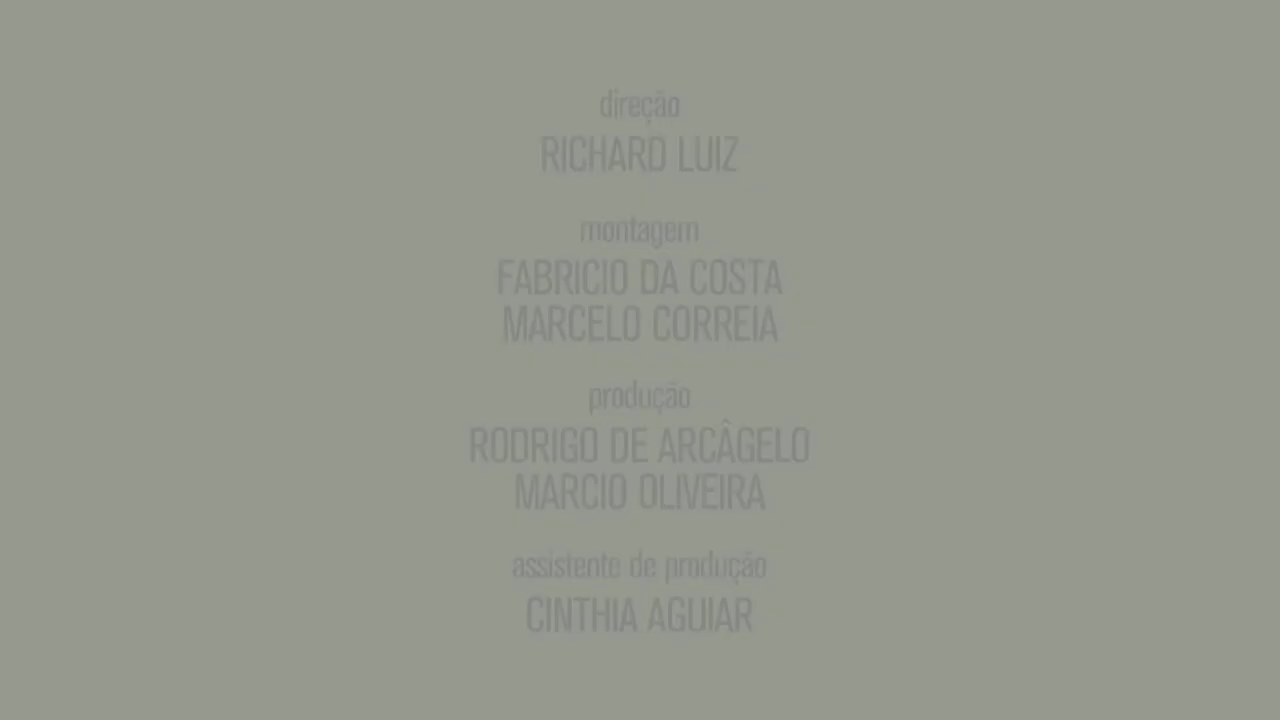 direção
RICHARD LUIZ
montagem
FABRICIO DA COSTA
MARCELO CORREIA
produção
RODRIGO DE ARCÂGELO
MARCIO OLIVEIRA
assistente de produção
CINTHIA AGUIAR